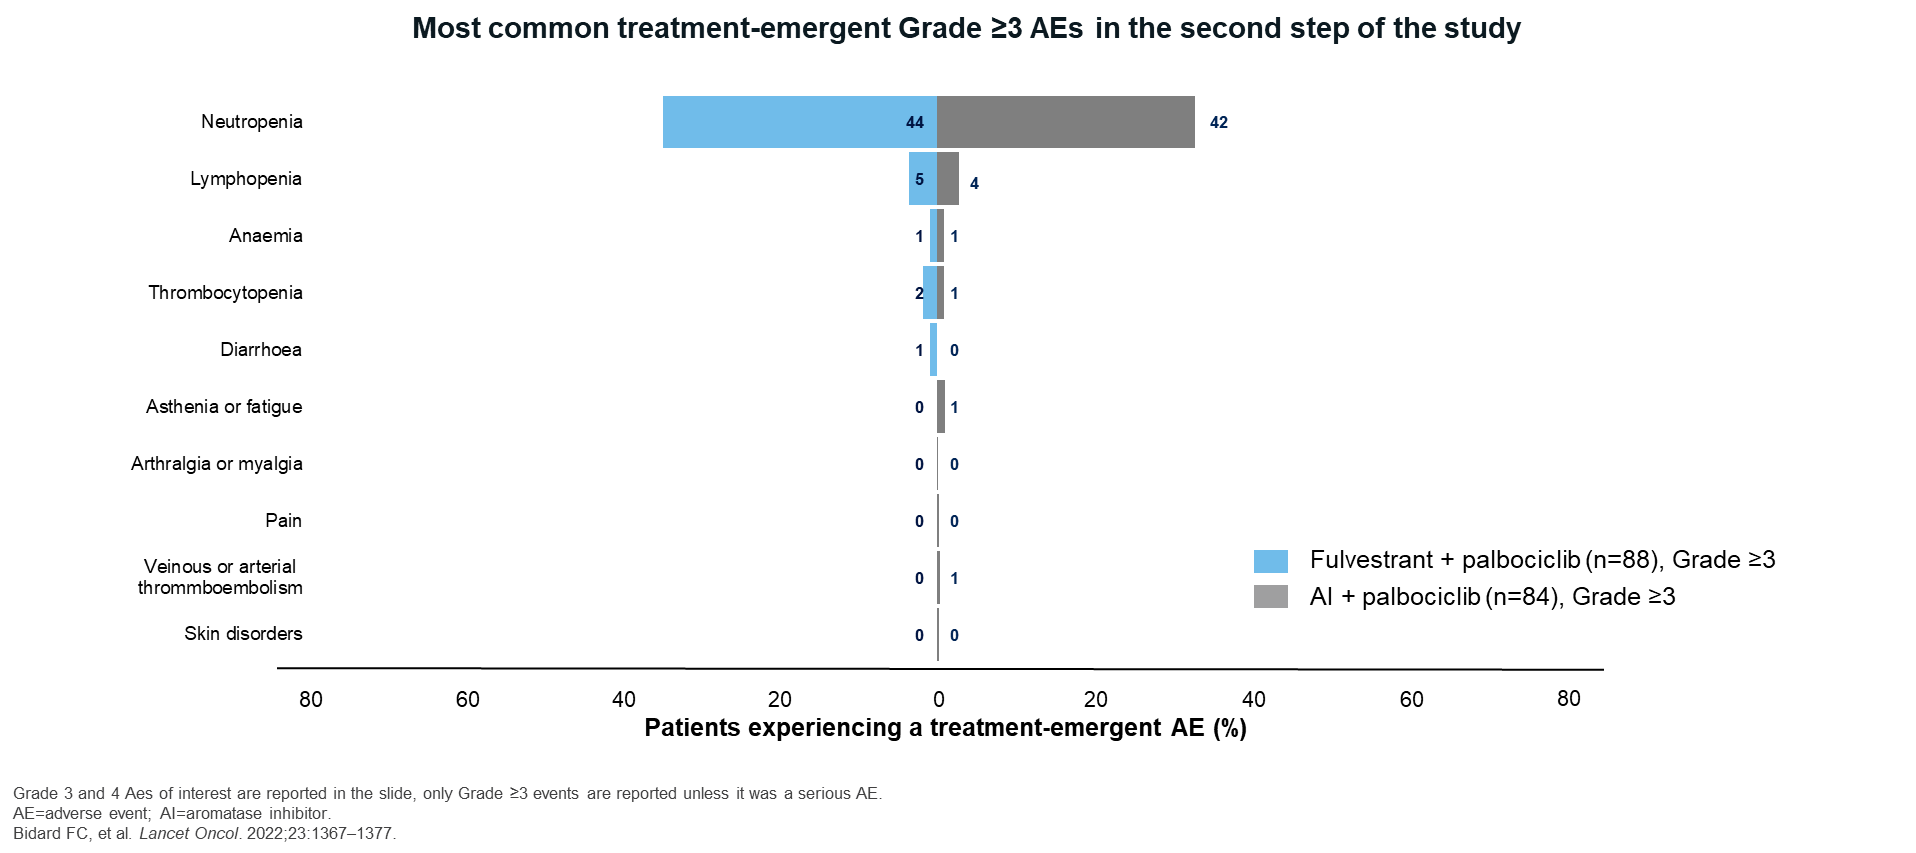 Most common treatment-emergent Grade ≥3 AEs in the second step of the study
Neutropenia 44 42
Lymphopenia 5 4
Anaemia 1 1
Thrombocytopenia 2 1
Diarrhoea 1 0
Asthenia or fatigue 0 1
Arthralgia or myalgia 0 0
Pain 0 0
Veinous or arterial
thrommboembolism 0 1
Skin disorders 0 0
Fulvestrant + palbociclib (n=88), Grade ≥3
AI + palbociclib (n=84), Grade ≥3
80 60 40 20 0 20 40 60 80
Patients experiencing a treatment-emergent AE (%)
Grade 3 and 4 Aes of interest are reported in the slide, only Grade ≥3 events are reported unless it was a serious AE.
AE=adverse event; AI=aromatase inhibitor.
Bidard FC, et al. Lancet Oncol. 2022;23:1367–1377.